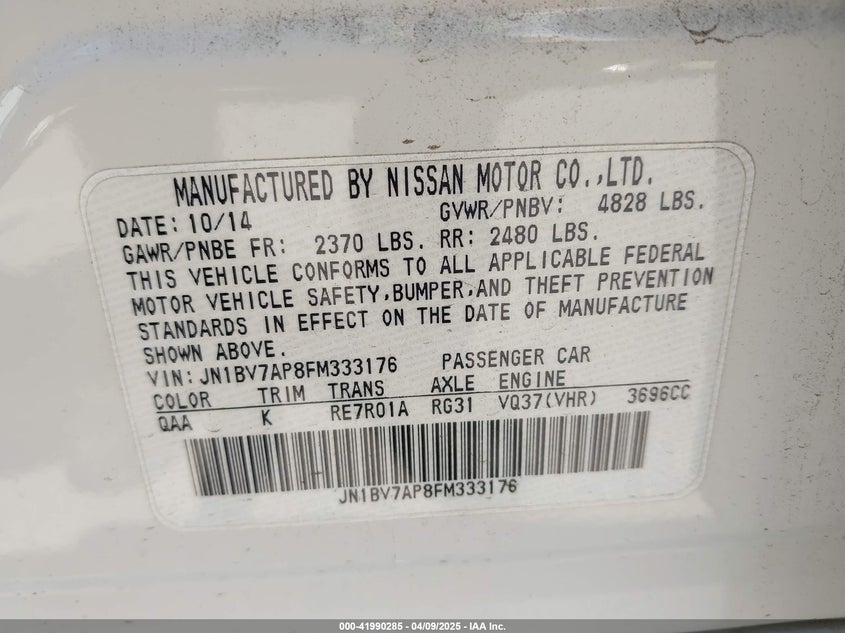 MANUFACTURED BY NISSAN MOTOR CO.,LTD.
DATE: 10/14 GVWR/PNBV: 4828 LBS.
GAWR/PNBE FR: 2370 LBS. RR: 2480 LBS.
THIS VEHICLE CONFORMS TO ALL APPLICABLE FEDERAL
MOTOR VEHICLE SAFETY,BUMPER,AND THEFT PREVENTION
STANDARDS IN EFFECT ON THE DATE OF MANUFACTURE
SHOWN ABOVE.
VIN: JN1BV7AP8FM333176 PASSENGER CAR
COLOR TRIM TRANS AXLE ENGINE
QAA K RE7R01A RG31 VQ37(VHR) 3696CC
JN1BV7AP8FM333176
000-41990285 | 04/09/2025 - IAA Inc.